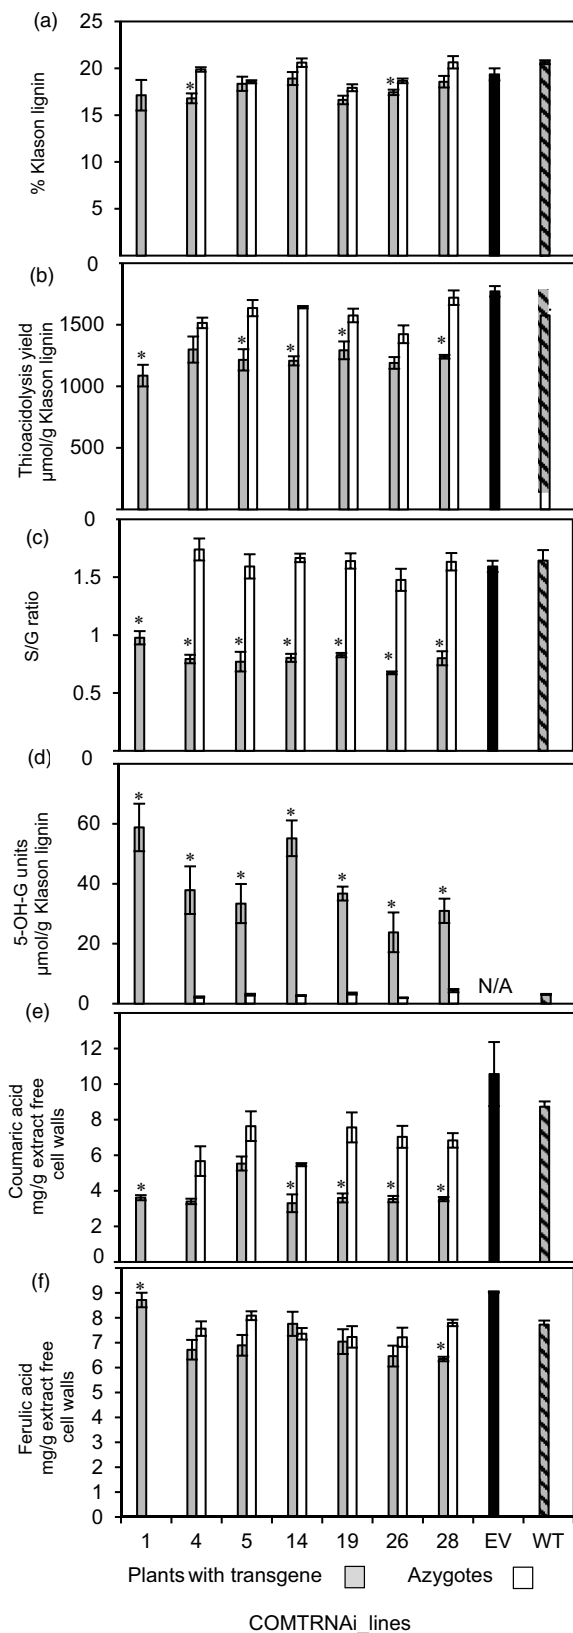 (a)
% Klason lignin
25
20
15
10
5
0
*
*
(b)
Thioacidolysis yield
µmol/g Klason lignin
1500
1000
500
0
*
*
*
*
*
(c)
S/G ratio
1.5
1
0.5
0
*
*
*
*
*
*
*
(d)
5-OH-G units
µmol/g Klason lignin
60
40
20
0
*
*
*
*
*
*
*
N/A
(e)
Coumaric acid
mg/g extract free
cell walls
12
10
8
6
4
2
0
*
*
*
*
*
(f)
Ferulic acid
mg/g extract free
cell walls
9
8
7
6
5
4
3
2
1
0
*
*
1 4 5 14 19 26 28 EV WT
Plants with transgene Azygotes
COMTRNAi_lines